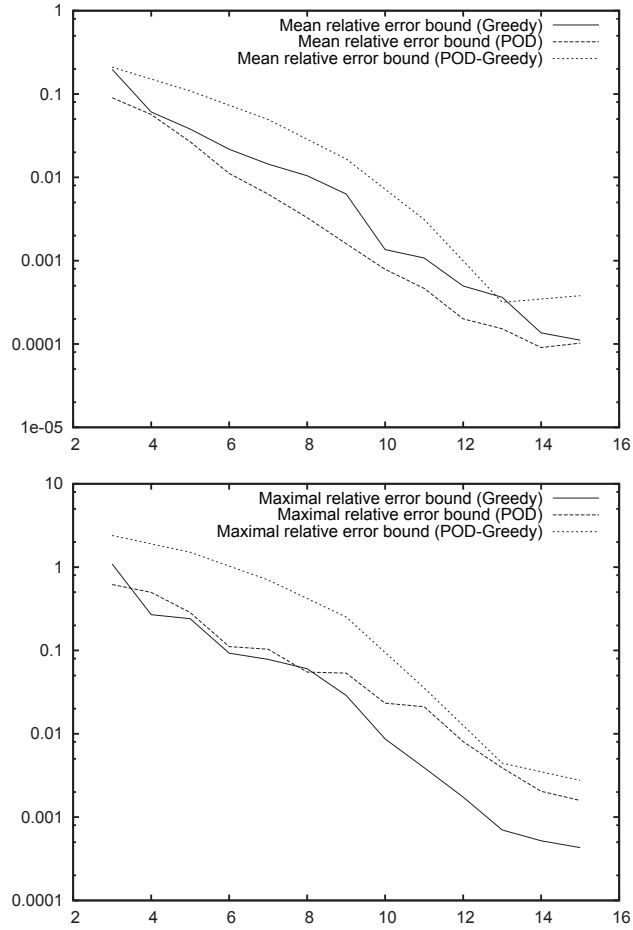 1
0.1
0.01
0.001
0.0001
1e-05
Mean relative error bound (Greedy)
Mean relative error bound (POD)
Mean relative error bound (POD-Greedy)
2 4 6 8 10 12 14 16
10
1
0.1
0.01
0.001
0.0001
Maximal relative error bound (Greedy)
Maximal relative error bound (POD)
Maximal relative error bound (POD-Greedy)
2 4 6 8 10 12 14 16